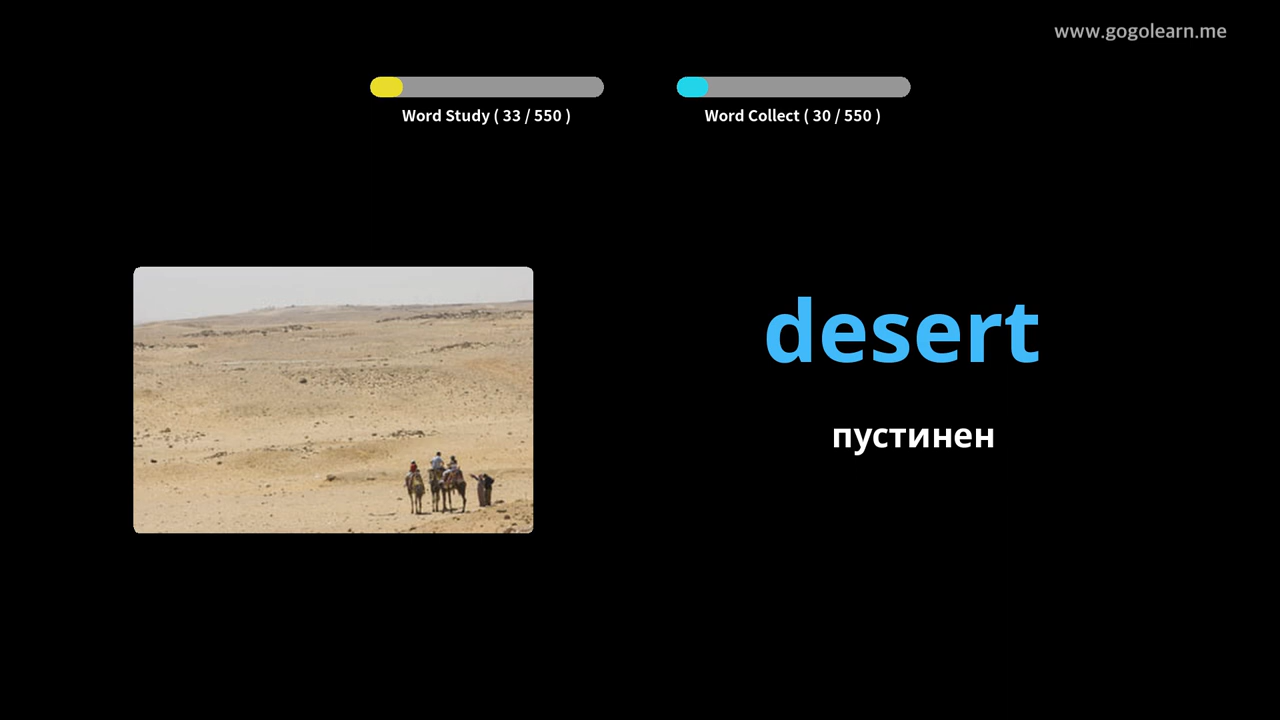 www.gogolearn.me
Word Study ( 33 / 550 )
Word Collect ( 30 / 550 )
desert
пустинен